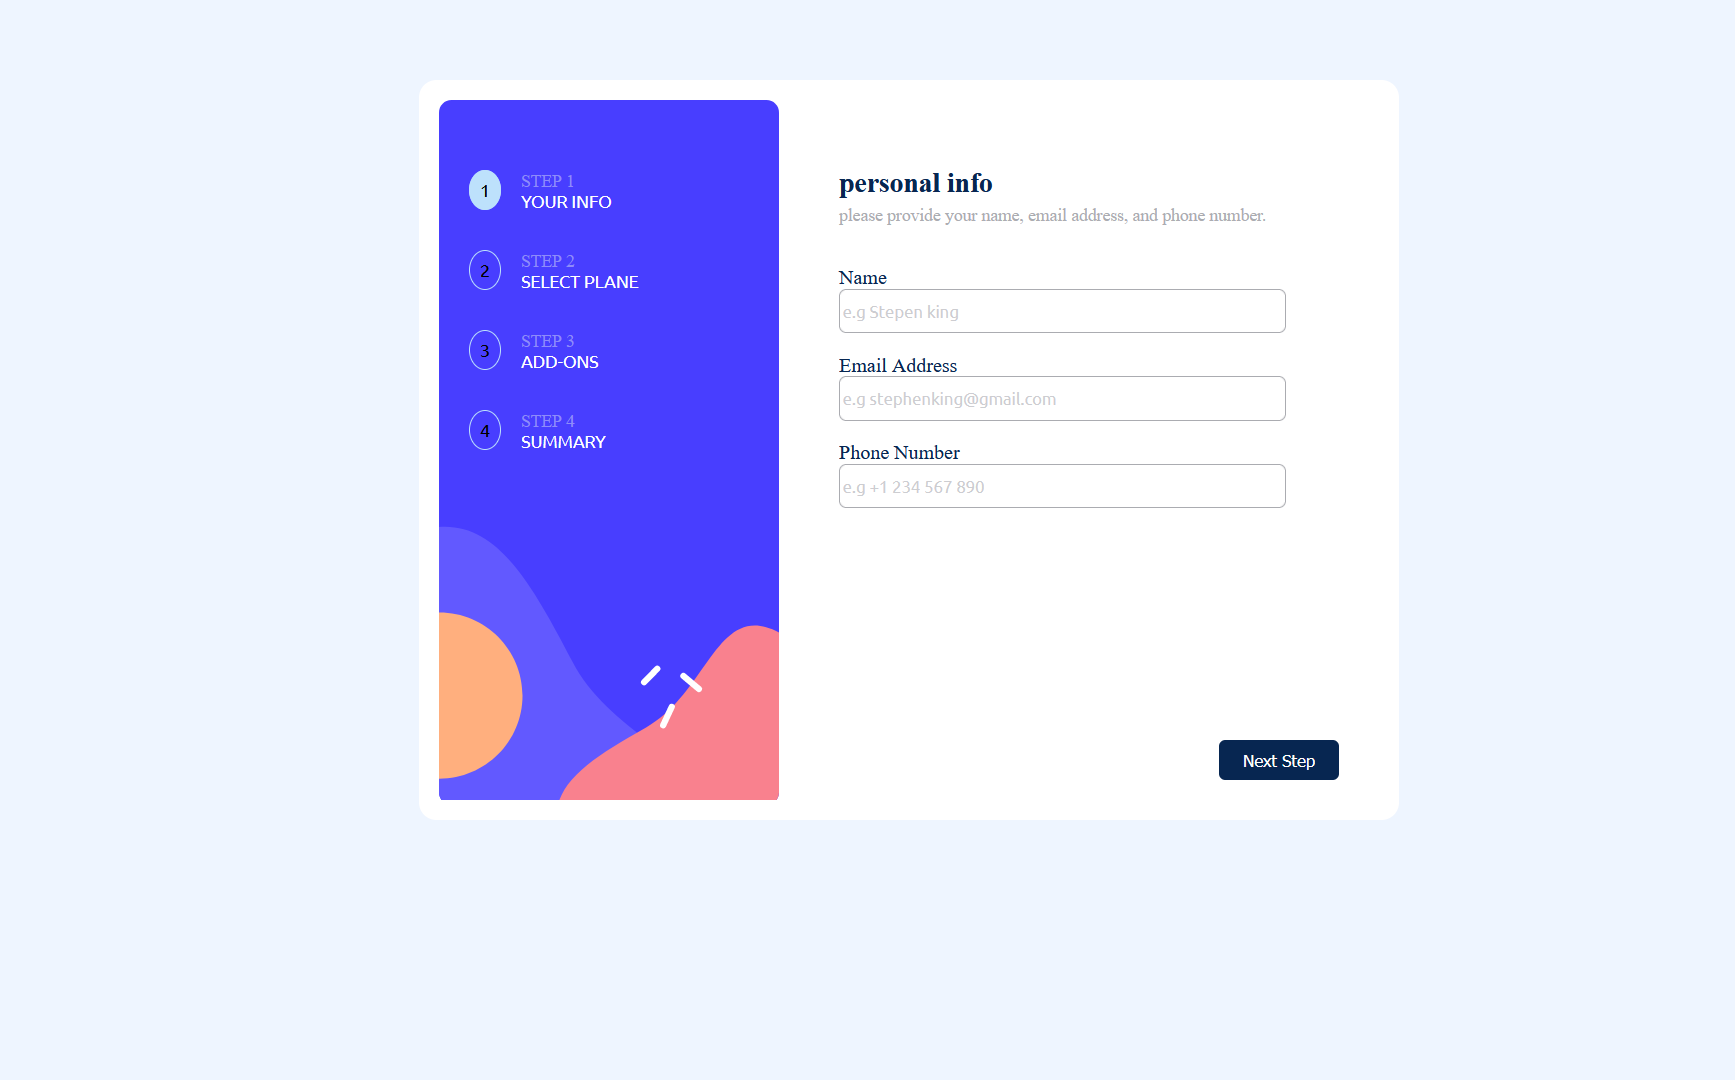 1
STEP 1
YOUR INFO
2
STEP 2
SELECT PLANE
3
STEP 3
ADD-ONS
4
STEP 4
SUMMARY
personal info
please provide your name, email address, and phone number.
Name
e.g Stepen king
Email Address
e.g stephenking@gmail.com
Phone Number
e.g +1 234 567 890
Next Step